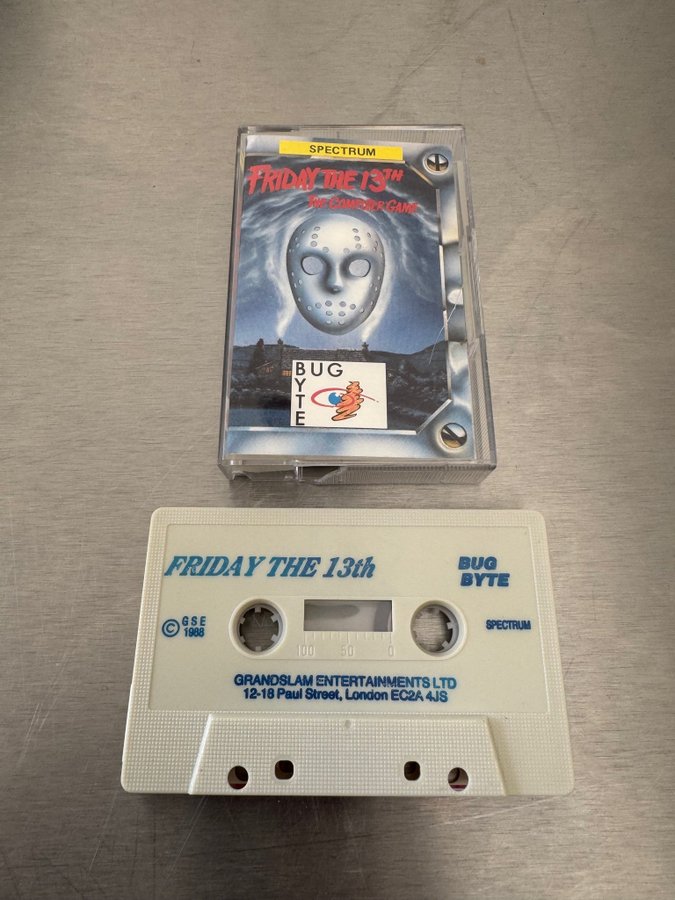 SPECTRUM
FRIDAY THE 13TH
THE COMPUTER GAME
BUG
BYTE
FRIDAY THE 13th
BUG
BYTE
© GSE
1988
SPECTRUM
100 50 0
GRANDSLAM ENTERTAINMENTS LTD
12-18 Paul Street, London EC2A 4JS